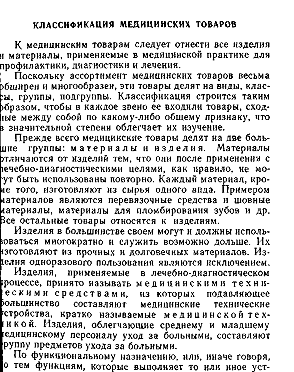 КЛАССИФИКАЦИЯ МЕДИЦИНСКИХ ТОВАРОВ
К медицинским товарам следует отнести все изделия
и материалы, применяемые в медицинской практике для
профилактики, диагностики и лечения.
Поскольку ассортимент медицинских товаров весьма
обширен и многообразен, эти товары делят на виды, клас-
сы, группы, подгруппы. Классификация строится таким
образом, чтобы в каждое звено ее входили товары, сход-
ные между собой по какому-либо общему признаку, что
в значительной степени облегчает их изучение.
Прежде всего медицинские товары делят на две боль-
шие группы: материалы и изделия. Материалы
отличаются от изделий тем, что они после применения с
лечебно-диагностическими целями, как правило, не мо-
гут быть использованы повторно. Каждый материал, кро-
ме того, изготовляют из сырья одного вида. Примером
материалов являются перевязочные средства и шовные
материалы, материалы для пломбирования зубов и др.
Все остальные товары относятся к изделиям.
Изделия в большинстве своем могут и должны исполь-
зоваться многократно и служить возможно дольше. Их
изготовляют из прочных и долговечных материалов. Из-
делия одноразового пользования являются исключением.
Изделия, применяемые в лечебно-диагностическом
процессе, принято называть медицинскими техни-
ческими средствами, из которых подавляющее
большинство составляют медицинские технические
устройства, кратко называемые медицинской тех-
никой. Изделия, облегчающие среднему и младшему
медицинскому персоналу уход за больными, составляют
группу предметов ухода за больными.
По функциональному назначению, или, иначе говоря,
по тем функциям, которые выполняет то или иное уст-